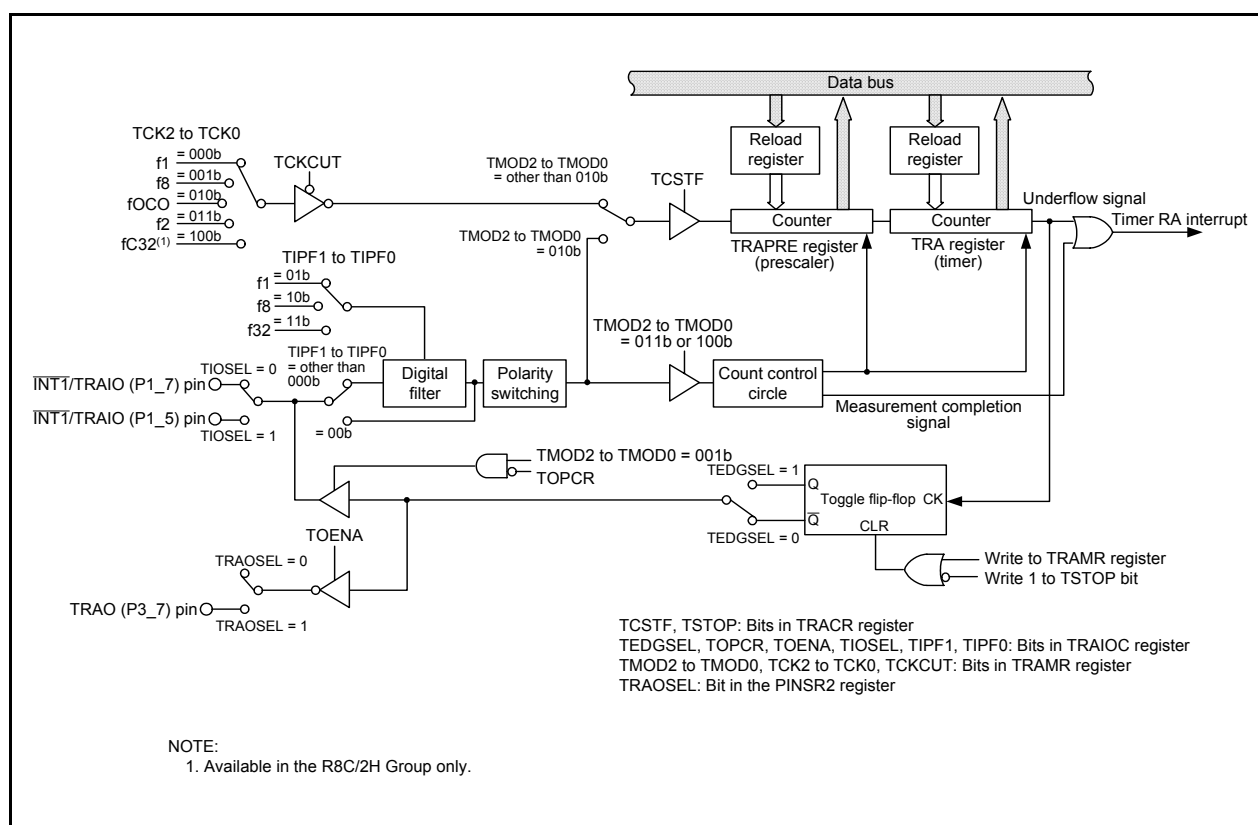 Data bus
TCK2 to TCK0
f1 = 000b
f8 = 001b
fOCO = 010b
f2 = 011b
fC32(1) = 100b
TCKCUT
TMOD2 to TMOD0
= other than 010b
TMOD2 to TMOD0
= 010b
TCSTF
Reload
register
Reload
register
Counter
Counter
TRAPRE register
(prescaler)
TRA register
(timer)
Underflow signal
Timer RA interrupt
TIPF1 to TIPF0
f1 = 01b
f8 = 10b
f32 = 11b
TIPF1 to TIPF0
= other than
000b
= 00b
INT1/TRAIO (P1_7) pin
TIOSEL = 0
INT1/TRAIO (P1_5) pin
TIOSEL = 1
Digital
filter
Polarity
switching
TMOD2 to TMOD0
= 011b or 100b
Count control
circle
Measurement completion
signal
TMOD2 to TMOD0 = 001b
TOPCR
TEDGSEL = 1
TEDGSEL = 0
Q
Toggle flip-flop CK
Q
CLR
Write to TRAMR register
Write 1 to TSTOP bit
TOENA
TRAOSEL = 0
TRAO (P3_7) pin
TRAOSEL = 1
TCSTF, TSTOP: Bits in TRACR register
TEDGSEL, TOPCR, TOENA, TIOSEL, TIPF1, TIPF0: Bits in TRAIOC register
TMOD2 to TMOD0, TCK2 to TCK0, TCKCUT: Bits in TRAMR register
TRAOSEL: Bit in the PINSR2 register
NOTE:
1. Available in the R8C/2H Group only.